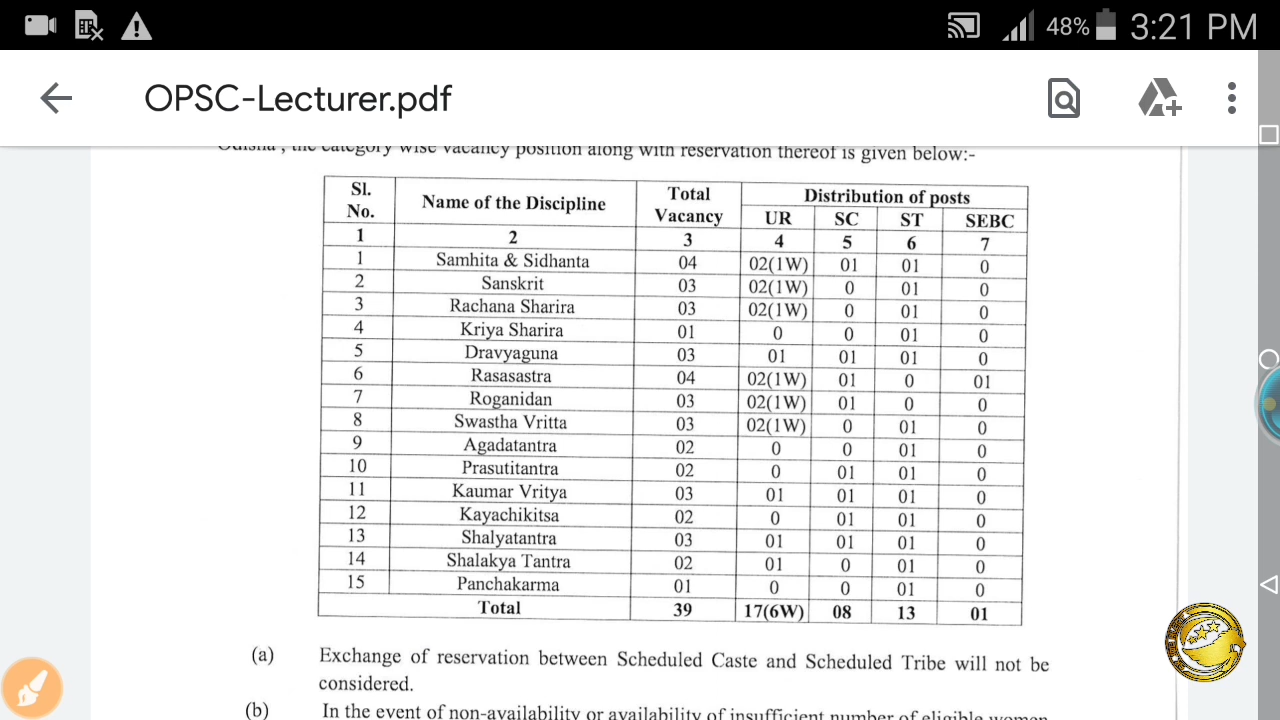 48% 3:21 PM
OPSC-Lecturer.pdf
Odisha , the category wise vacancy position along with reservation thereof is given below:-
Sl. No. Name of the Discipline Total Vacancy Distribution of posts
UR SC ST SEBC
1 2 3 4 5 6 7
1 Samhita & Sidhanta 04 02(1W) 01 01 0
2 Sanskrit 03 02(1W) 0 01 0
3 Rachana Sharira 03 02(1W) 0 01 0
4 Kriya Sharira 01 0 0 01 0
5 Dravyaguna 03 01 01 01 0
6 Rasasastra 04 02(1W) 01 0 01
7 Roganidan 03 02(1W) 01 0 0
8 Swastha Vritta 03 02(1W) 0 01 0
9 Agadatantra 02 0 0 01 0
10 Prasutitantra 02 0 01 01 0
11 Kaumar Vritya 03 01 01 01 0
12 Kayachikitsa 02 0 01 01 0
13 Shalyatantra 03 01 01 01 0
14 Shalakya Tantra 02 01 0 01 0
15 Panchakarma 01 0 0 01 0
Total 39 17(6W) 08 13 01
(a) Exchange of reservation between Scheduled Caste and Scheduled Tribe will not be
considered.
(b) In the event of non-availability or availability of insufficient number of eligible women